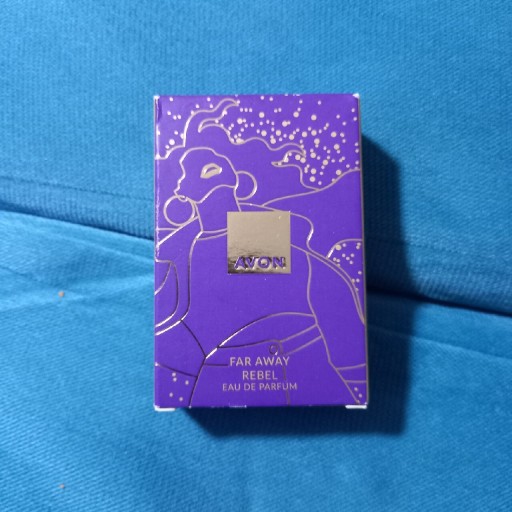 AVON
FAR AWAY
REBEL
EAU DE PARFUM